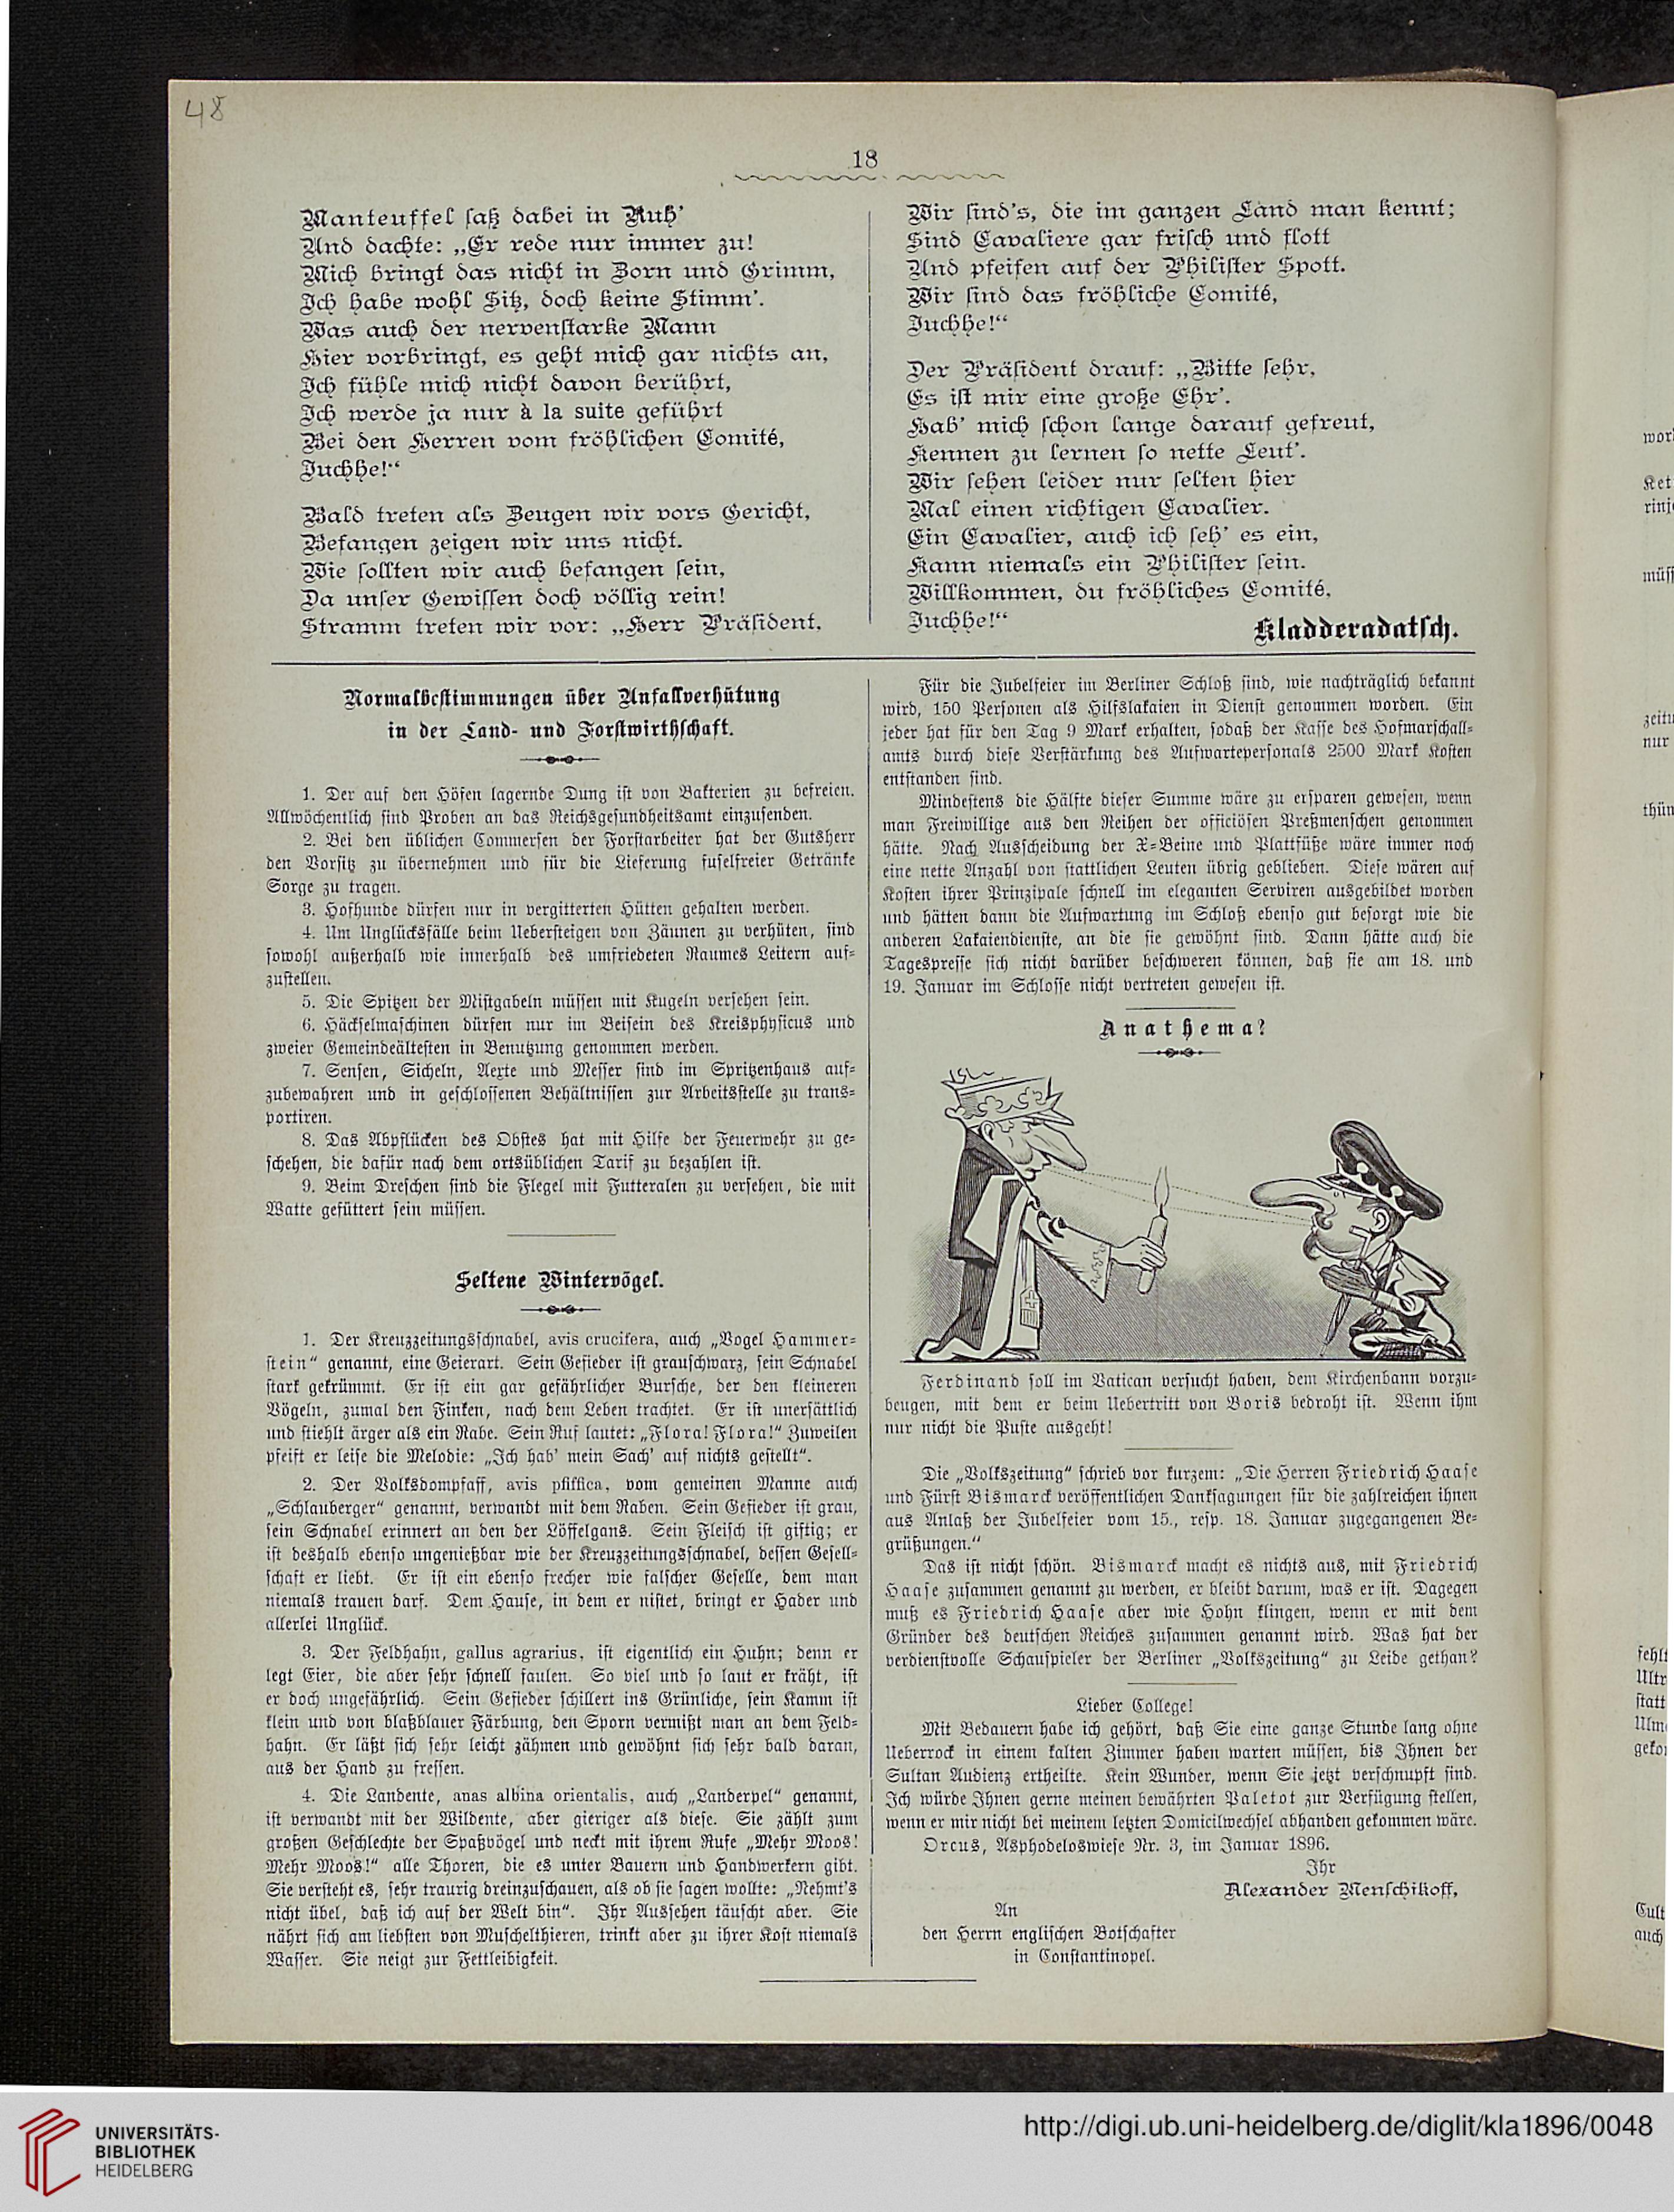 48
18
Manteuffel saß dabei in Ruh'
Und dachte: „Er rede nur immer zu!
Mich bringt das nicht in Zorn und Grimm,
Ich habe wohl Sitz, doch keine Stimm'.
Was auch der nervenstarke Mann
Hier vorbringt, es geht mich gar nichts an,
Ich fühle mich nicht davon berührt,
Ich werde ja nur à la suite geführt
Bei den Herren vom fröhlichen Comité,
Juchhe!“
Bald treten als Zeugen wir vors Gericht,
Befangen zeigen wir uns nicht.
Wie sollten wir auch befangen sein,
Da unser Gewissen doch völlig rein!
Stramm treten wir vor: „Herr Präsident,
Wir sind's, die im ganzen Land man kennt;
Sind Cavaliere gar frisch und flott
Und pfeifen auf der Philister Spott.
Wir sind das fröhliche Comité,
Juchhe!“
Der Präsident drauf: „Bitte sehr,
Es ist mir eine große Ehr'.
Hab' mich schon lange darauf gefreut,
Kennen zu lernen so nette Leut'.
Wir sehen leider nur selten hier
Mal einen richtigen Cavalier.
Ein Cavalier, auch ich seh' es ein,
Kann niemals ein Philister sein.
Willkommen, du fröhliches Comité,
Juchhe!“
Kladderadatsch.
Normalbestimmungen über Unfallverhütung
in der Land- und Forstwirthschaft.
1. Der auf den Höfen lagernde Dung ist von Bakterien zu befreien.
Allwöchentlich sind Proben an das Reichsgesundheitsamt einzusenden.
2. Bei den üblichen Commersen der Forstarbeiter hat der Gutsherr
den Vorsitz zu übernehmen und für die Lieferung fuselfreier Getränke
Sorge zu tragen.
3. Hofhunde dürfen nur in vergitterten Hütten gehalten werden.
4. Um Unglücksfälle beim Uebersteigen von Zäunen zu verhüten, sind
sowohl außerhalb wie innerhalb des umfriedeten Raumes Leitern auf-
zustellen.
5. Die Spitzen der Mistgabeln müssen mit Kugeln versehen sein.
6. Häckselmaschinen dürfen nur im Beisein des Kreisphysicus und
zweier Gemeindeältesten in Benutzung genommen werden.
7. Sensen, Sicheln, Aexte und Messer sind im Spritzenhaus auf-
zubewahren und in geschlossenen Behältnissen zur Arbeitsstelle zu trans-
portiren.
8. Das Abpflücken des Obstes hat mit Hilfe der Feuerwehr zu ge-
schehen, die dafür nach dem ortsüblichen Tarif zu bezahlen ist.
9. Beim Dreschen sind die Flegel mit Futteralen zu versehen, die mit
Watte gefüttert sein müssen.
Seltene Wintervögel.
1. Der Kreuzzeitungsschnabel, avis crucifera, auch „Vogel Hammer-
stein“ genannt, eine Geierart. Sein Gefieder ist grauschwarz, sein Schnabel
stark gekrümmt. Er ist ein gar gefährlicher Bursche, der den kleineren
Vögeln, zumal den Finken, nach dem Leben trachtet. Er ist unersättlich
und stiehlt ärger als ein Rabe. Sein Ruf lautet: „Flora! Flora!“ Zuweilen
pfeift er leise die Melodie: „Ich hab' mein Sach' auf nichts gestellt“.
2. Der Volksdompfaff, avis pfiffica, vom gemeinen Manne auch
„Schlauberger“ genannt, verwandt mit dem Raben. Sein Gefieder ist grau,
sein Schnabel erinnert an den der Löffelgans. Sein Fleisch ist giftig; er
ist deshalb ebenso ungenießbar wie der Kreuzzeitungsschnabel, dessen Gesell-
schaft er liebt. Er ist ein ebenso frecher wie falscher Geselle, dem man
niemals trauen darf. Dem Hause, in dem er nistet, bringt er Hader und
allerlei Unglück.
3. Der Feldhahn, gallus agrarius, ist eigentlich ein Huhn; denn er
legt Eier, die aber sehr schnell faulen. So viel und so laut er kräht, ist
er doch ungefährlich. Sein Gefieder schillert ins Grünliche, sein Kamm ist
klein und von blaßblauer Färbung, den Sporn vermißt man an dem Feld-
hahn. Er läßt sich sehr leicht zähmen und gewöhnt sich sehr bald daran,
aus der Hand zu fressen.
4. Die Landente, anas albina orientalis, auch „Landerpel“ genannt,
ist verwandt mit der Wildente, aber gieriger als diese. Sie zählt zum
großen Geschlechte der Spaßvögel und neckt mit ihrem Rufe „Mehr Moos!
Mehr Moos!“ alle Thoren, die es unter Bauern und Handwerkern gibt.
Sie versteht es, sehr traurig dreinzuschauen, als ob sie sagen wollte: „Nehmt's
nicht übel, daß ich auf der Welt bin“. Ihr Aussehen täuscht aber. Sie
nährt sich am liebsten von Muschelthieren, trinkt aber zu ihrer Kost niemals
Wasser. Sie neigt zur Fettleibigkeit.
Für die Jubelfeier im Berliner Schloß sind, wie nachträglich bekannt
wird, 150 Personen als Hilfslakaien in Dienst genommen worden. Ein
jeder hat für den Tag 9 Mark erhalten, sodaß der Kasse des Hofmarschall-
amts durch diese Verstärkung des Aufwartepersonals 2500 Mark Kosten
entstanden sind.
Mindestens die Hälfte dieser Summe wäre zu ersparen gewesen, wenn
man Freiwillige aus den Reihen der officiösen Preßmenschen genommen
hätte. Nach Ausscheidung der X-Beine und Plattfüße wäre immer noch
eine nette Anzahl von stattlichen Leuten übrig geblieben. Diese wären auf
Kosten ihrer Prinzipale schnell im eleganten Serviren ausgebildet worden
und hätten dann die Aufwartung im Schloß ebenso gut besorgt wie die
anderen Lakaiendienste, an die sie gewöhnt sind. Dann hätte auch die
Tagespresse sich nicht darüber beschweren können, daß sie am 18. und
19. Januar im Schlosse nicht vertreten gewesen ist.
Anathema?
Ferdinand soll im Vatican versucht haben, dem Kirchenbann vorzu-
beugen, mit dem er beim Uebertritt von Boris bedroht ist. Wenn ihm
nur nicht die Puste ausgeht!
Die „Volkszeitung“ schrieb vor kurzem: „Die Herren Friedrich Haase
und Fürst Bismarck veröffentlichen Danksagungen für die zahlreichen ihnen
aus Anlaß der Jubelfeier vom 15., resp. 18. Januar zugegangenen Be-
grüßungen.“
Das ist nicht schön. Bismarck macht es nichts aus, mit Friedrich
Haase zusammen genannt zu werden, er bleibt darum, was er ist. Dagegen
muß es Friedrich Haase aber wie Hohn klingen, wenn er mit dem
Gründer des deutschen Reiches zusammen genannt wird. Was hat der
verdienstvolle Schauspieler der Berliner „Volkszeitung“ zu Leide gethan?
Lieber College!
Mit Bedauern habe ich gehört, daß Sie eine ganze Stunde lang ohne
Ueberrock in einem kalten Zimmer haben warten müssen, bis Ihnen der
Sultan Audienz ertheilte. Kein Wunder, wenn Sie jetzt verschnupft sind.
Ich würde Ihnen gerne meinen bewährten Paletot zur Verfügung stellen,
wenn er mir nicht bei meinem letzten Domicilwechsel abhanden gekommen wäre.
Orcus, Asphodeloswiese Nr. 3, im Januar 1896.
Ihr
Alexander Menschikoff,
An
den Herrn englischen Botschafter
in Constantinopel.
UNIVERSITÄTS-
BIBLIOTHEK
HEIDELBERG
http://digi.ub.uni-heidelberg.de/diglit/kla1896/0048